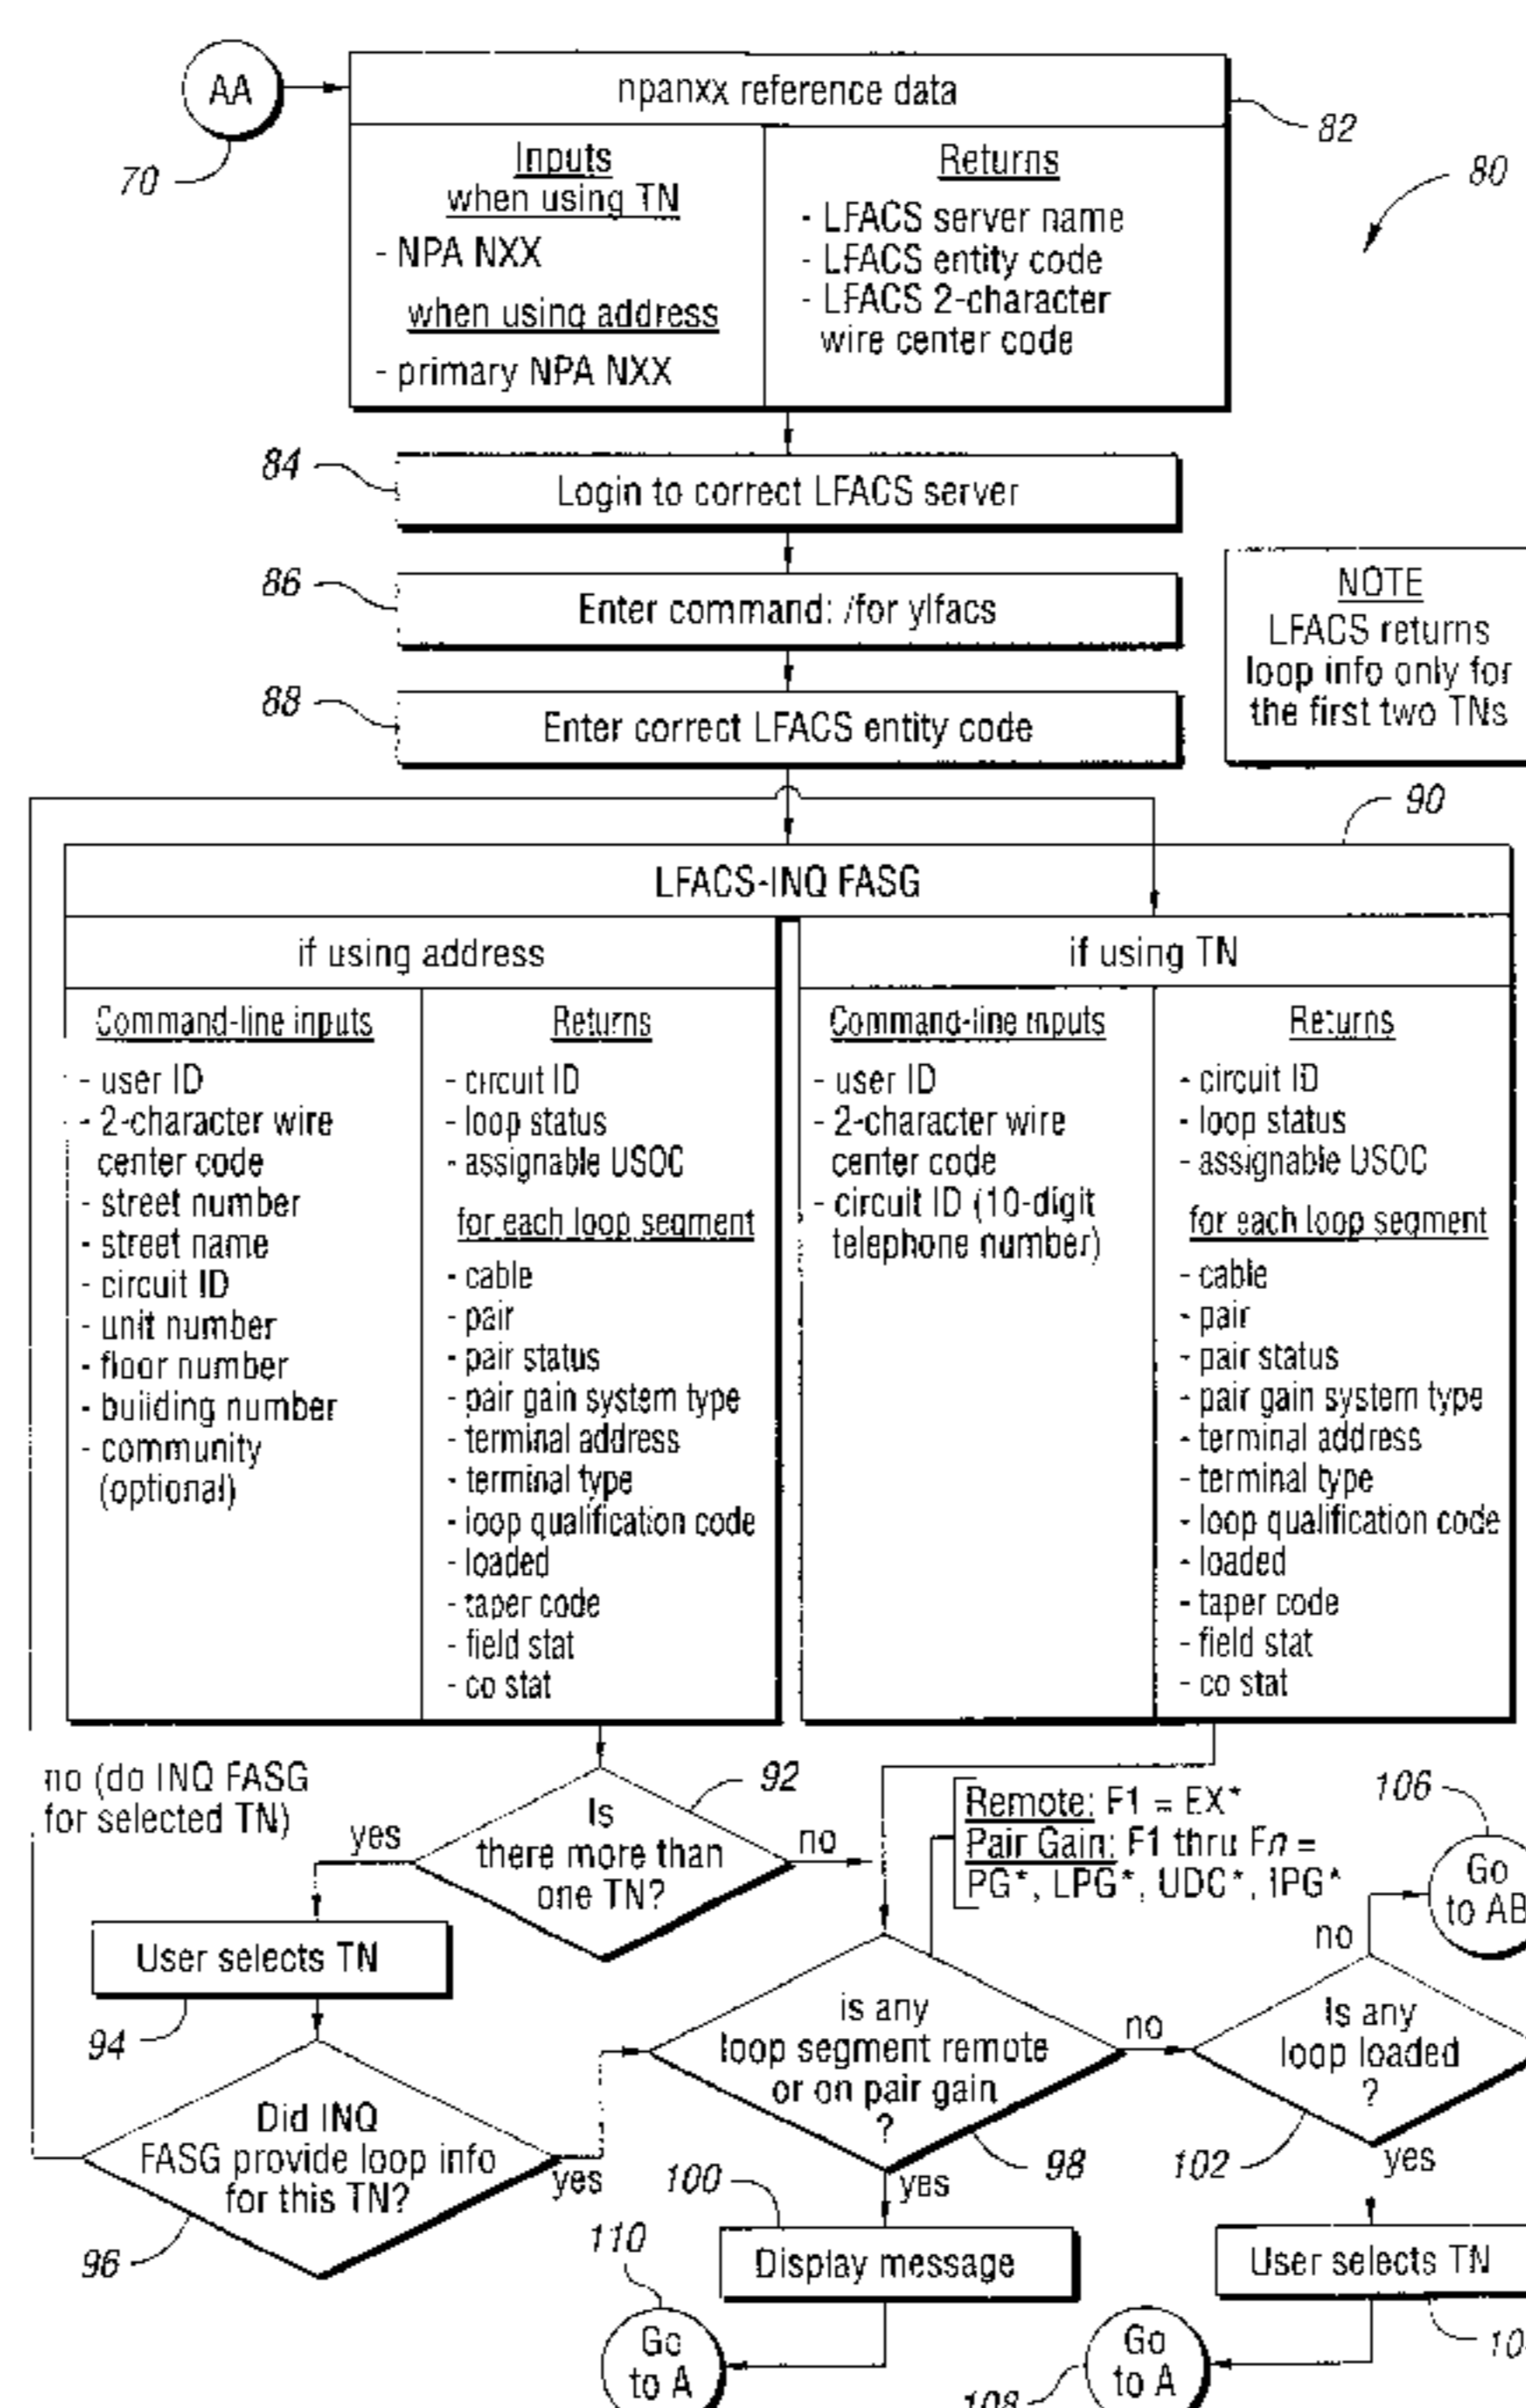 AA
70
npanxx reference data
82
80
Inputs
when using TN
- NPA NXX
when using address
- primary NPA NXX
Returns
- LFACS server name
- LFACS entity code
- LFACS 2-character
wire center code
84
Login to correct LFACS server
86
Enter command: /for ylfacs
88
Enter correct LFACS entity code
NOTE
LFACS returns
loop info only for
the first two TNs
90
LFACS-INQ FASG
if using address
Command-line inputs
- user ID
- 2-character wire
center code
- street number
- street name
- circuit ID
- unit number
- floor number
- building number
- community
(optional)
Returns
- circuit ID
- loop status
- assignable USOC
for each loop segment
- cable
- pair
- pair status
- pair gain system type
- terminal address
- terminal type
- loop qualification code
- loaded
- taper code
- field stat
- co stat
if using TN
Command-line inputs
- user ID
- 2-character wire
center code
- circuit ID (10-digit
telephone number)
Returns
- circuit ID
- loop status
- assignable USOC
for each loop segment
- cable
- pair
- pair status
- pair gain system type
- terminal address
- terminal type
- loop qualification code
- loaded
- taper code
- field stat
- co stat
no (do INQ FASG
for selected TN)
92
Is
there more than
one TN?
yes
no
Remote: F1 = EX*
Pair Gain: F1 thru Fn =
PG*, LPG*, UDC*, IPG*
106
Go
to AB
User selects TN
94
is any
loop segment remote
or on pair gain
?
no
98
yes
Is any
loop loaded
?
no
102
yes
Did INQ
FASG provide loop info
for this TN?
yes
96
100
Display message
110
Go
to A
User selects TN
Go
to A
108